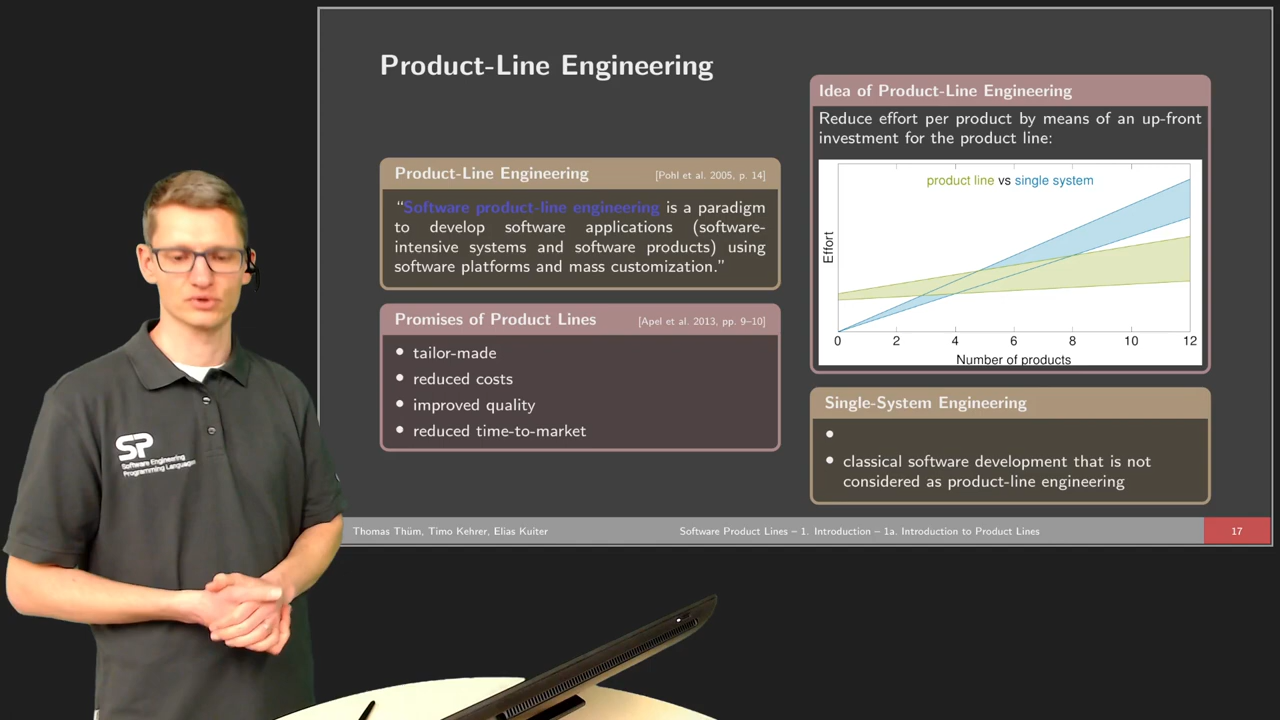 Product-Line Engineering
Product-Line Engineering [Pohl et al. 2005, p. 14]
“Software product-line engineering is a paradigm
to develop software applications (software-
intensive systems and software products) using
software platforms and mass customization.”
Promises of Product Lines [Apel et al. 2013, pp. 9–10]
• tailor-made
• reduced costs
• improved quality
• reduced time-to-market
Idea of Product-Line Engineering
Reduce effort per product by means of an up-front
investment for the product line:
product line vs single system
Effort
0 2 4 6 8 10 12
Number of products
Single-System Engineering
•
• classical software development that is not
considered as product-line engineering
SP
Software Engineering
Programming Languages
Thomas Thüm, Timo Kehrer, Elias Kuiter Software Product Lines – 1. Introduction – 1a. Introduction to Product Lines 17